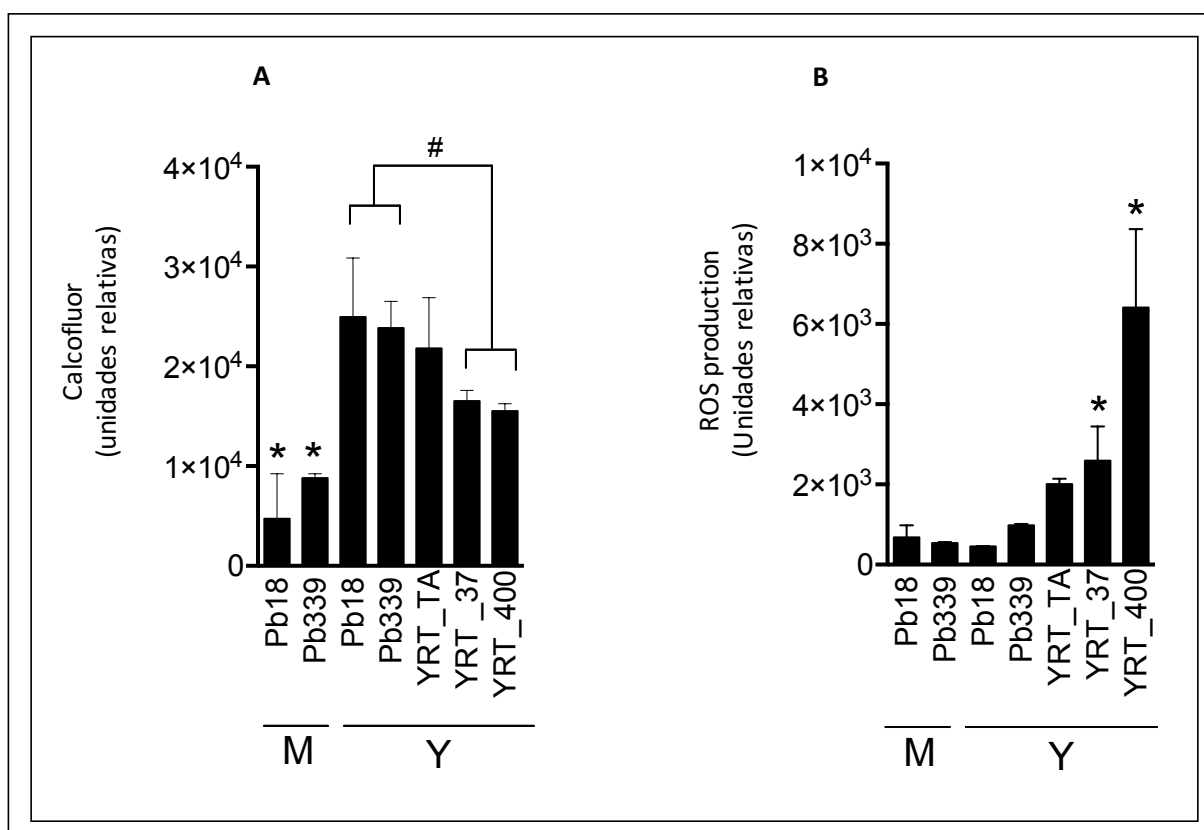 A
Calcofluor
(unidades relativas)
4×10⁴
3×10⁴
2×10⁴
1×10⁴
0
#
* *
Pb18
Pb339
Pb18
Pb339
YRT_TA
YRT_37
YRT_400
M
Y
B
ROS production
(Unidades relativas)
1×10⁴
8×10³
6×10³
4×10³
2×10³
0
*
*
Pb18
Pb339
Pb18
Pb339
YRT_TA
YRT_37
YRT_400
M
Y